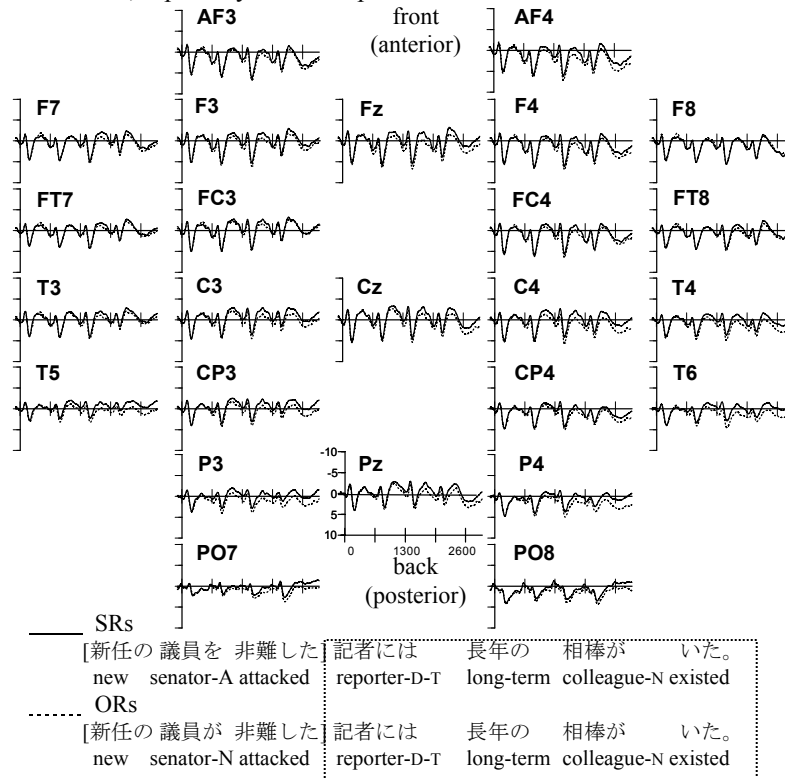 AF3 front AF4
(anterior)
F7 F3 Fz F4 F8
FT7 FC3 FC4 FT8
T3 C3 Cz C4 T4
T5 CP3 CP4 T6
P3 Pz P4
-10
-5
0
5
10
0 1300 2600
PO7 back PO8
(posterior)
SRs
[新任の 議員を 非難した] 記者には 長年の 相棒が いた。
new senator-A attacked reporter-D-T long-term colleague-N existed
ORs
[新任の 議員が 非難した] 記者には 長年の 相棒が いた。
new senator-N attacked reporter-D-T long-term colleague-N existed